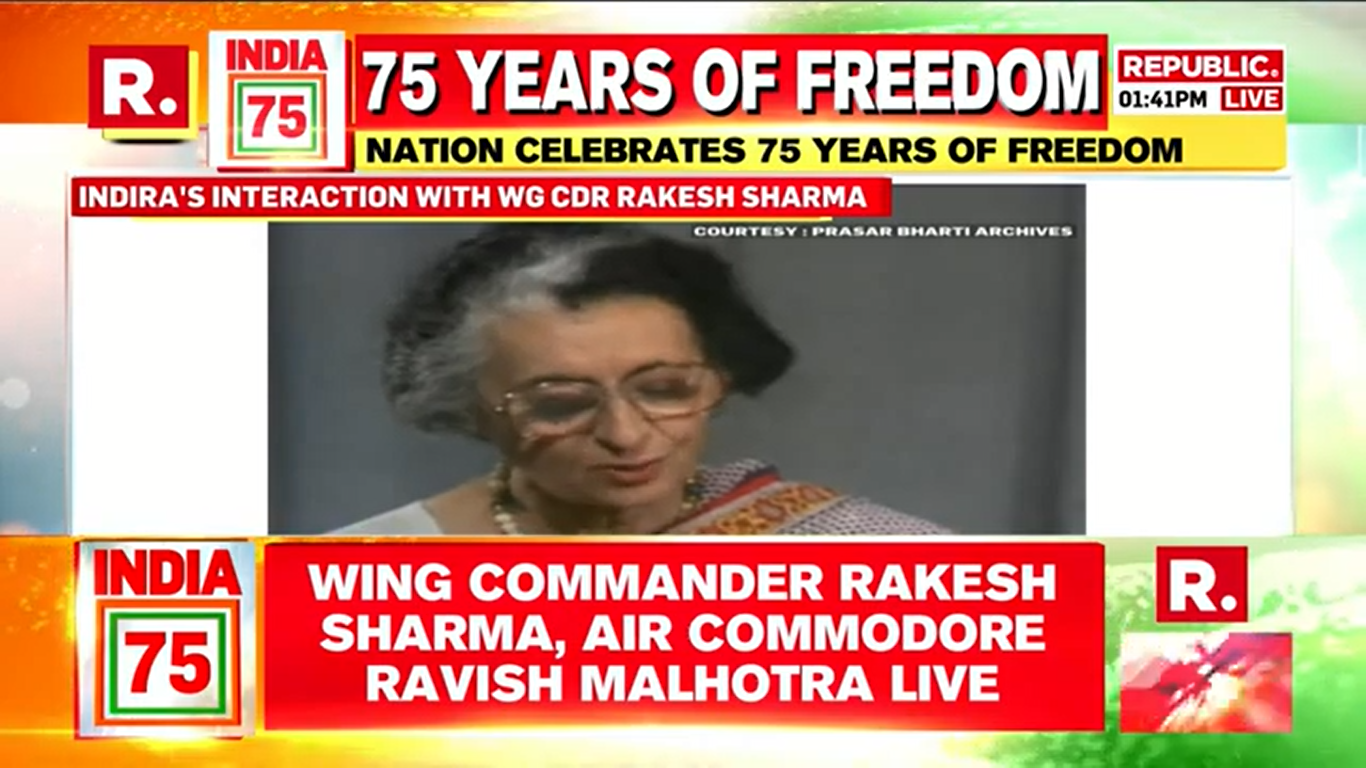 R.
INDIA
75
75 YEARS OF FREEDOM
REPUBLIC.
01:41PM LIVE
NATION CELEBRATES 75 YEARS OF FREEDOM
INDIRA'S INTERACTION WITH WG CDR RAKESH SHARMA
COURTESY : PRASAR BHARTI ARCHIVES
INDIA
75
WING COMMANDER RAKESH
SHARMA, AIR COMMODORE
RAVISH MALHOTRA LIVE
R.